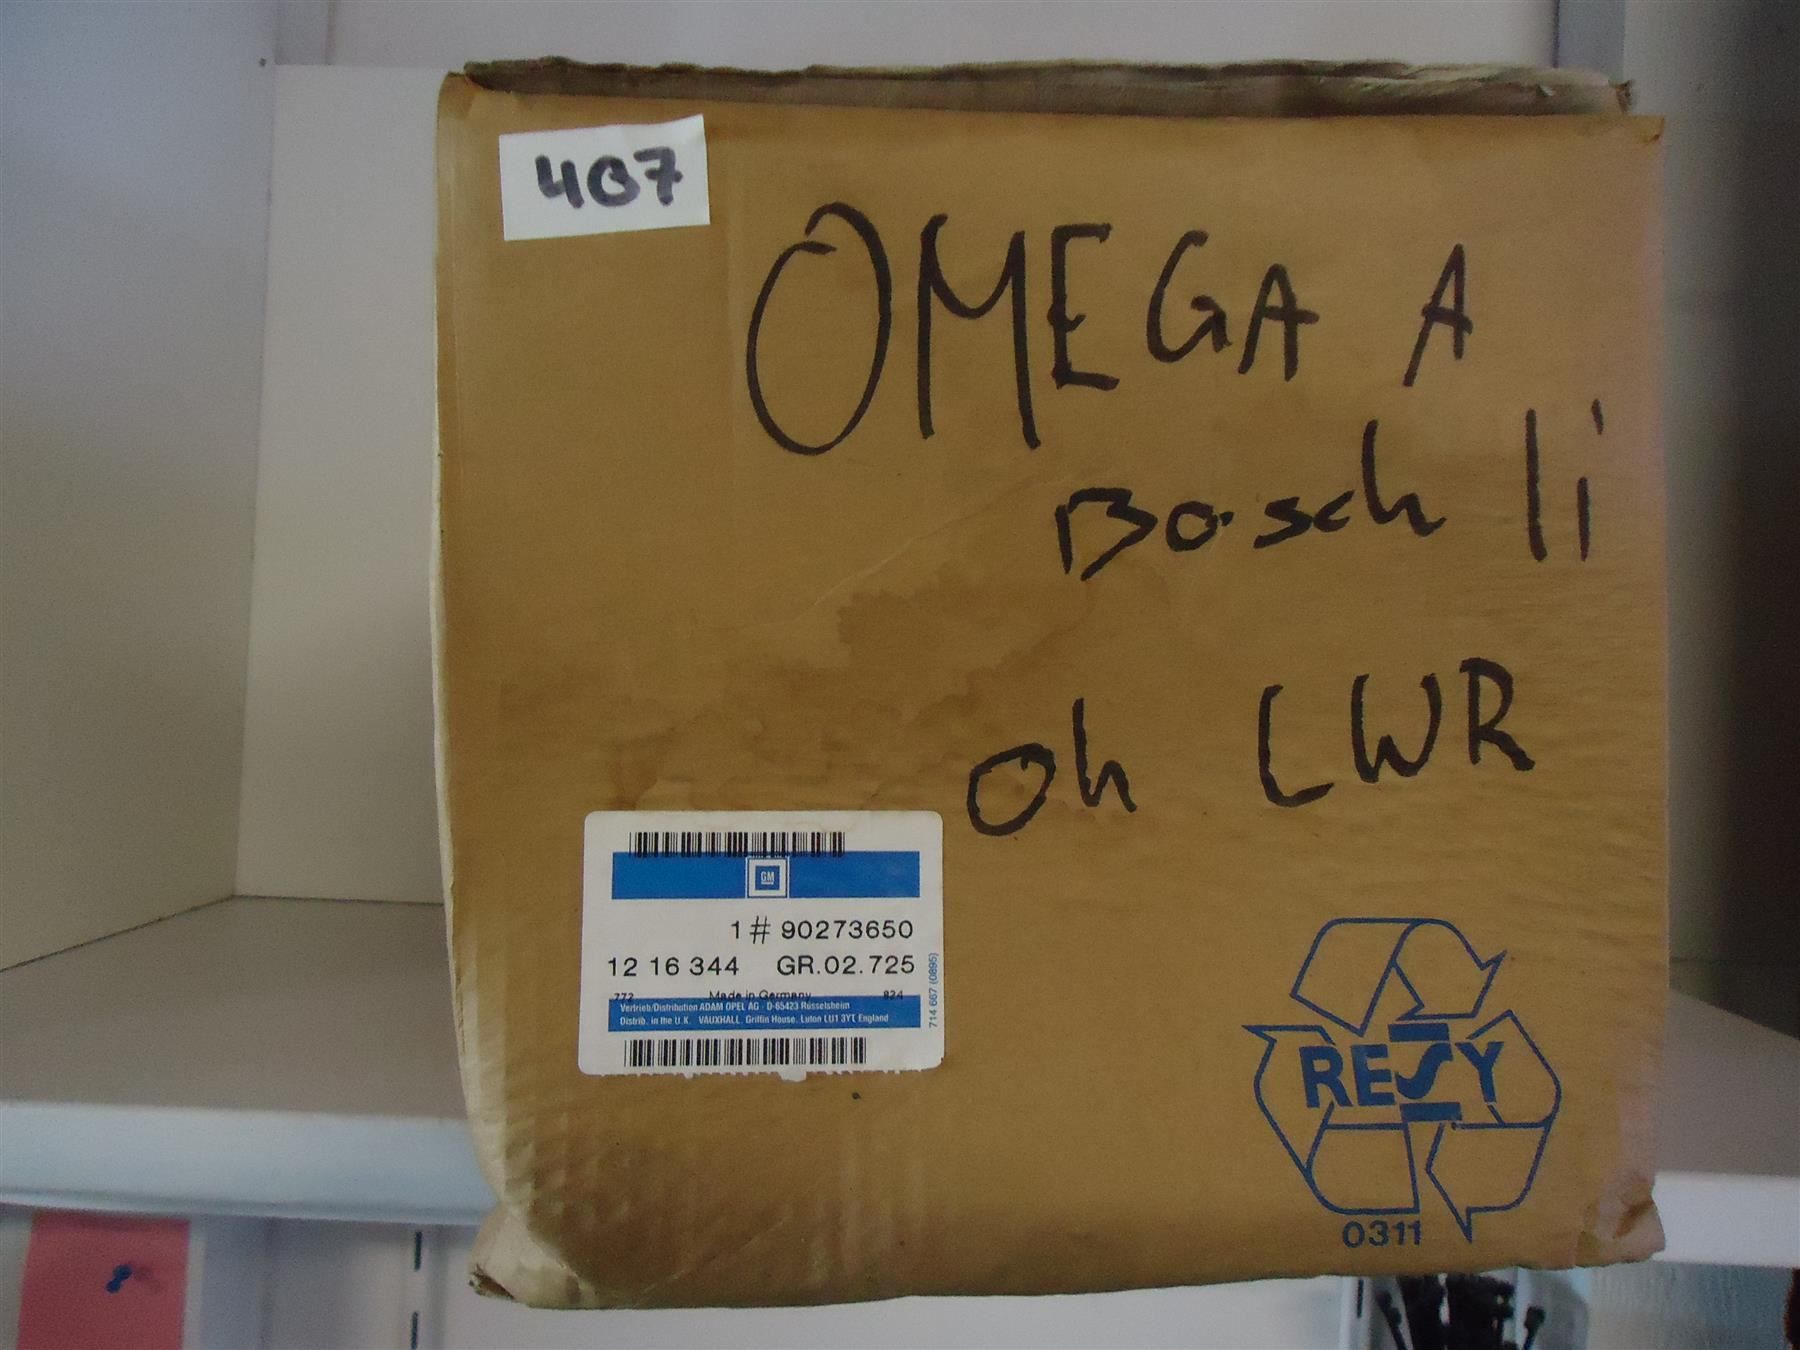 407
OMEGA A
Bosch li
oh LWR
GM
1 # 90273650
12 16 344 GR.02.725
772 Made in Germany 824
Vertrieb/Distribution ADAM OPEL AG - D-65423 Rüsselsheim
Distrib. in the U.K. VAUXHALL, Griffin House, Luton LU1 3YT England
714 667 (0895)
RESY
0311